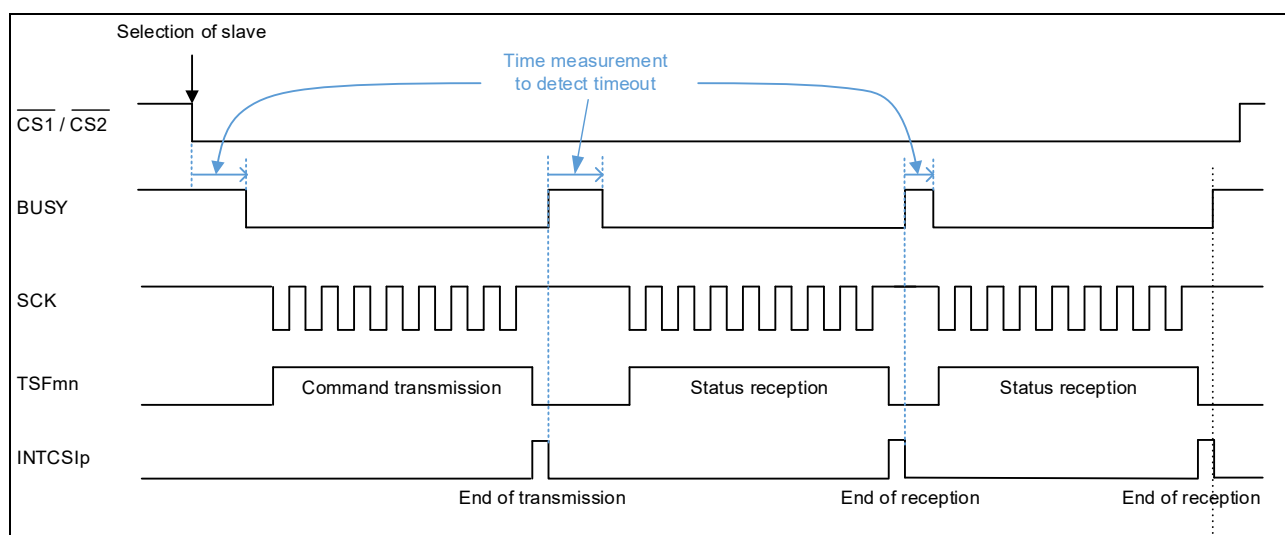 Selection of slave
Time measurement
to detect timeout
CS1 / CS2
BUSY
SCK
TSFmn
Command transmission
Status reception
Status reception
INTCSIp
End of transmission
End of reception
End of reception